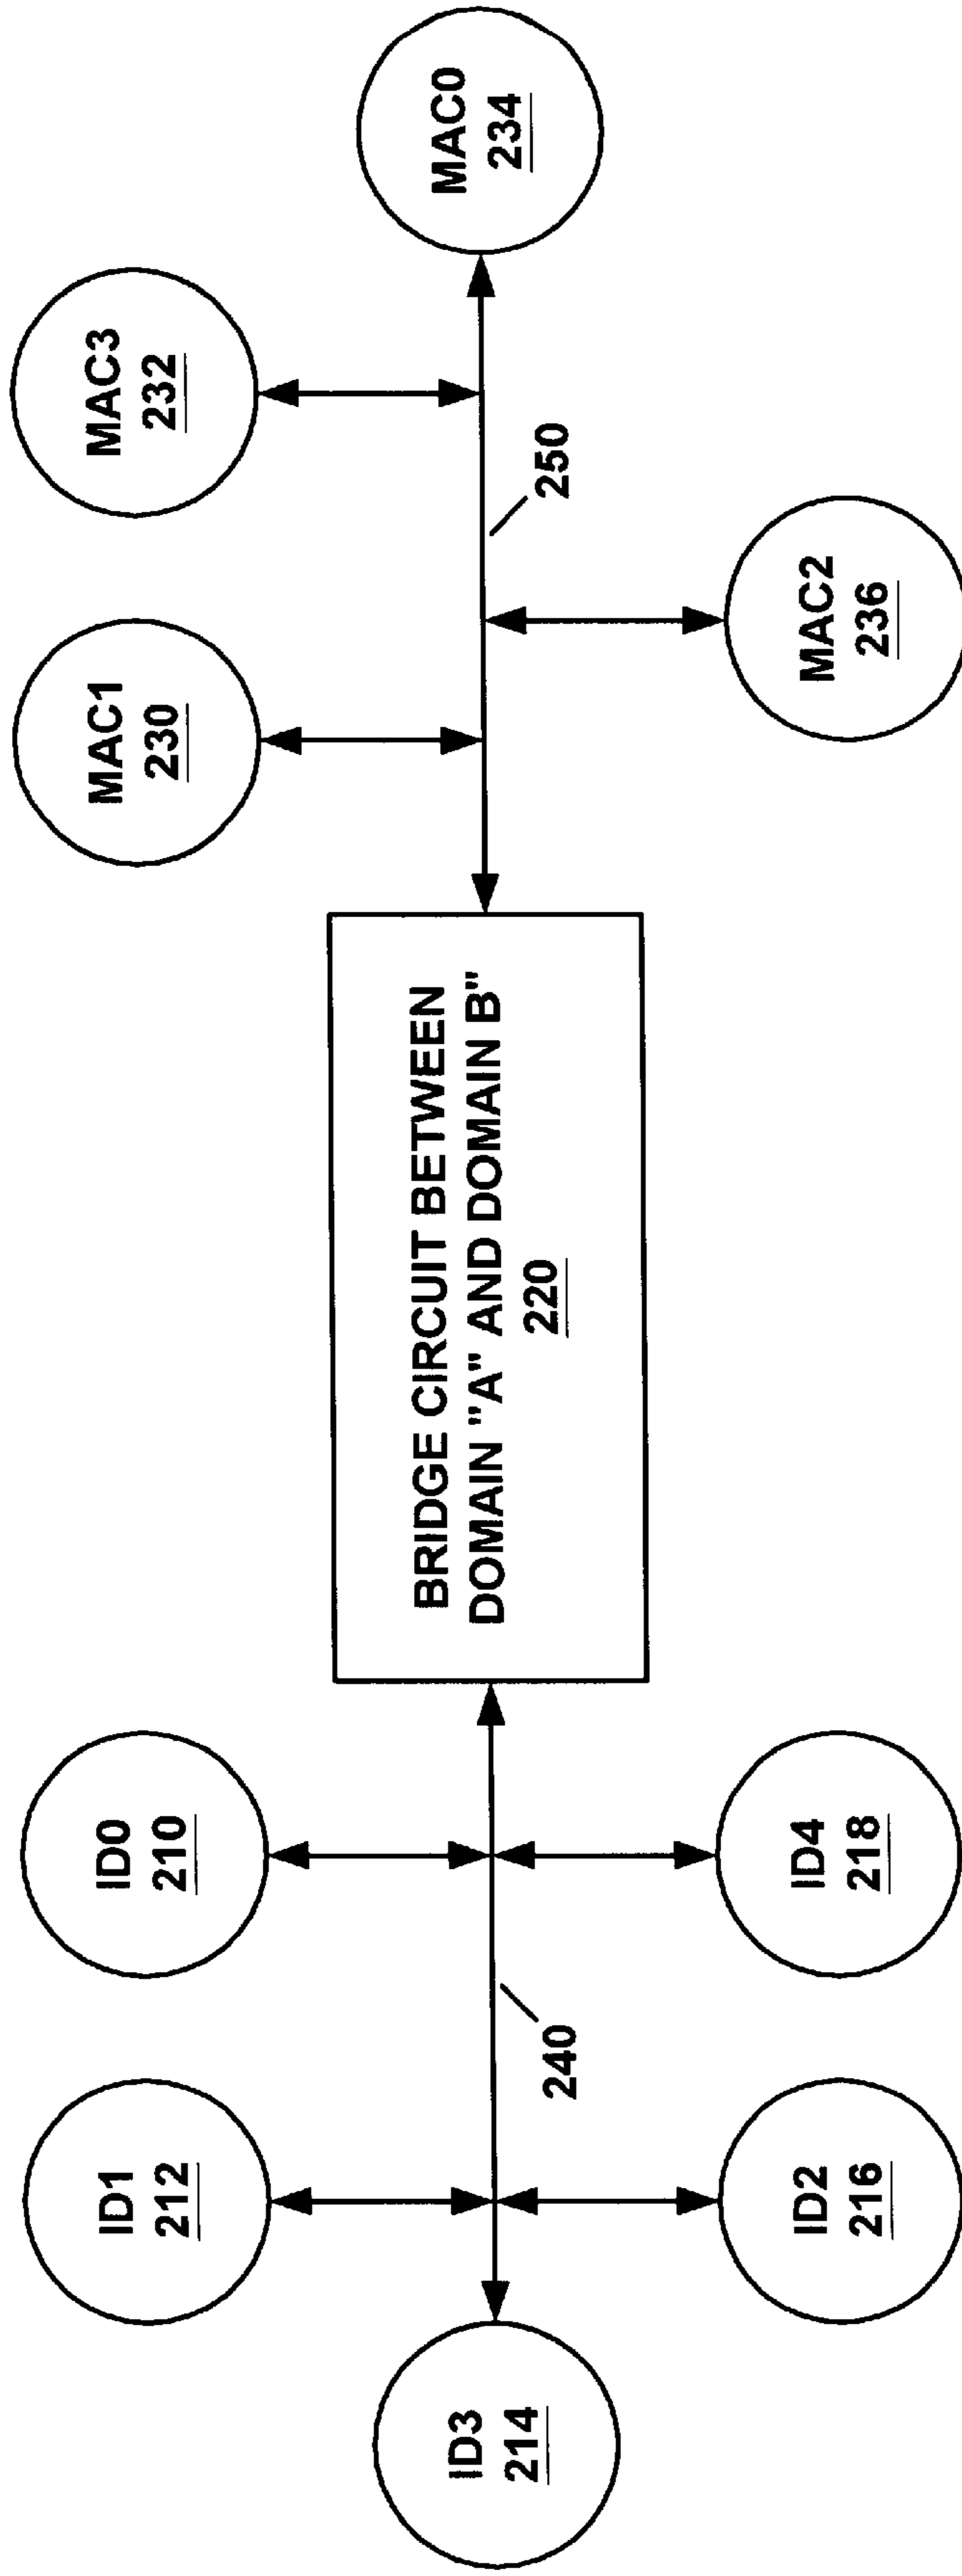 ID1
212
ID0
210
ID3
214
240
ID2
216
ID4
218
BRIDGE CIRCUIT BETWEEN
DOMAIN "A" AND DOMAIN B"
220
MAC1
230
MAC3
232
MAC0
234
250
MAC2
236